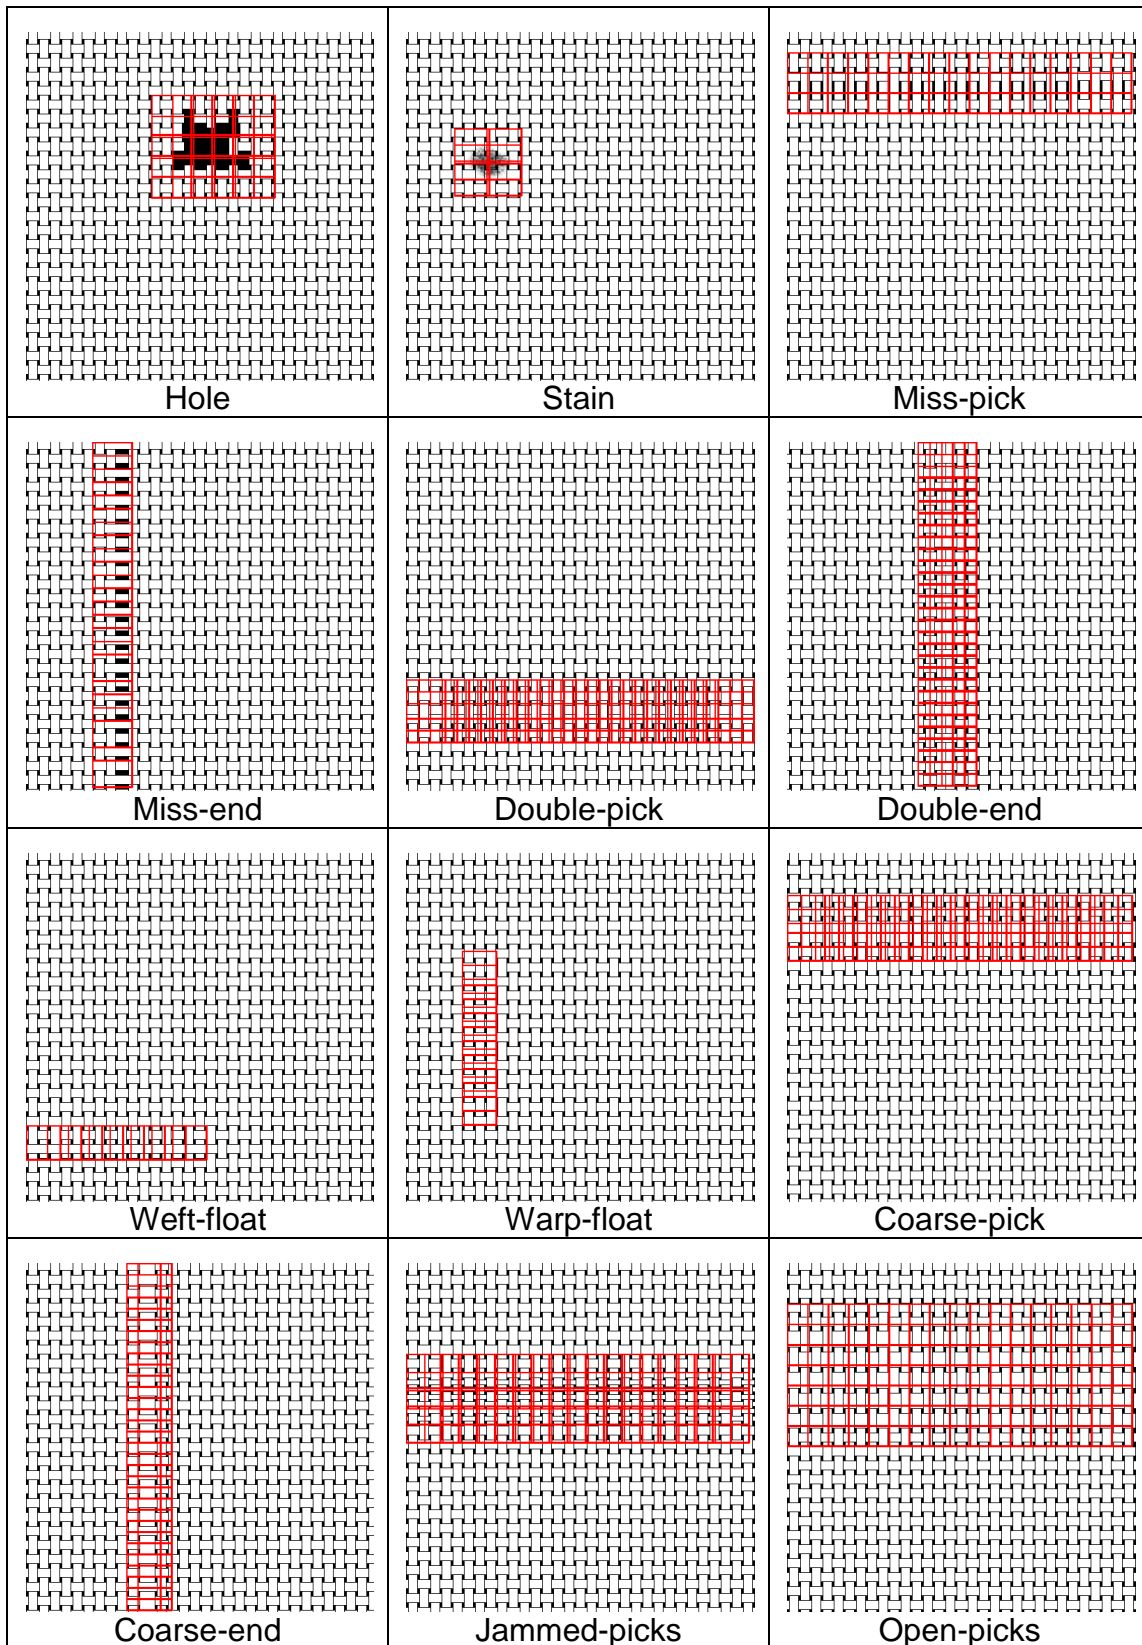 Hole
Stain
Miss-pick
Miss-end
Double-pick
Double-end
Weft-float
Warp-float
Coarse-pick
Coarse-end
Jammed-picks
Open-picks